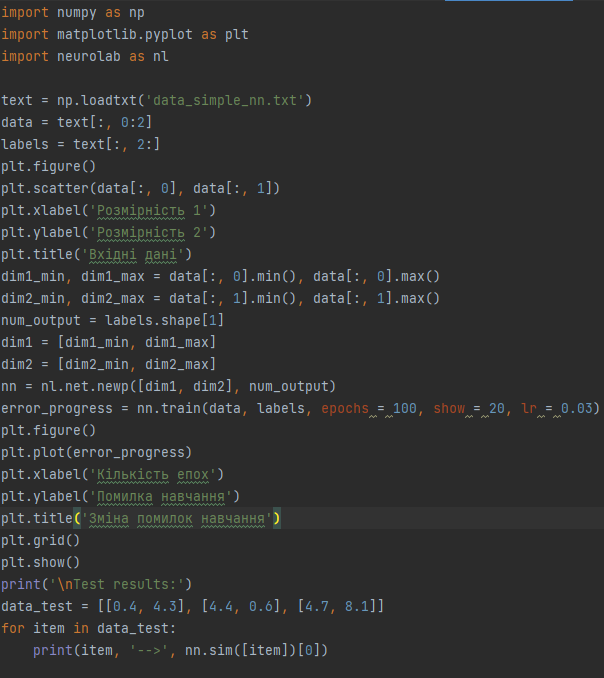 import numpy as np
import matplotlib.pyplot as plt
import neurolab as nl

text = np.loadtxt('data_simple_nn.txt')
data = text[:, 0:2]
labels = text[:, 2:]
plt.figure()
plt.scatter(data[:, 0], data[:, 1])
plt.xlabel('Розмірність 1')
plt.ylabel('Розмірність 2')
plt.title('Вхідні дані')
dim1_min, dim1_max = data[:, 0].min(), data[:, 0].max()
dim2_min, dim2_max = data[:, 1].min(), data[:, 1].max()
num_output = labels.shape[1]
dim1 = [dim1_min, dim1_max]
dim2 = [dim2_min, dim2_max]
nn = nl.net.newp([dim1, dim2], num_output)
error_progress = nn.train(data, labels, epochs = 100, show = 20, lr = 0.03)
plt.figure()
plt.plot(error_progress)
plt.xlabel('Кількість епох')
plt.ylabel('Помилка навчання')
plt.title('Зміна помилок навчання')
plt.grid()
plt.show()
print('\nTest results:')
data_test = [[0.4, 4.3], [4.4, 0.6], [4.7, 8.1]]
for item in data_test:
    print(item, '-->', nn.sim([item])[0])